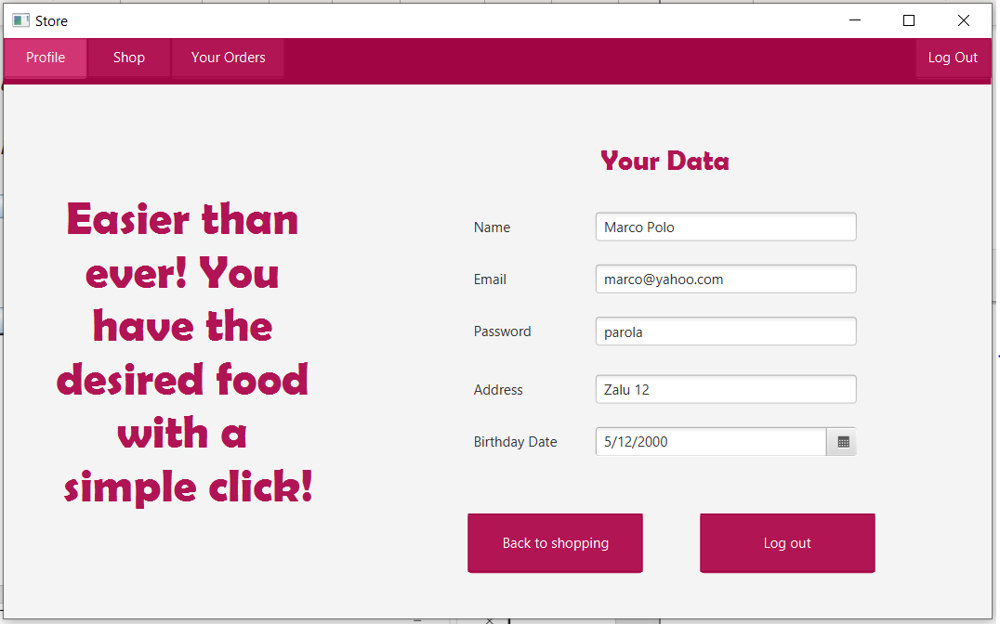 Store
Profile Shop Your Orders Log Out
Easier than
ever! You
have the
desired food
with a
simple click!
Your Data
Name Marco Polo
Email marco@yahoo.com
Password parola
Address Zalu 12
Birthday Date 5/12/2000
Back to shopping Log out